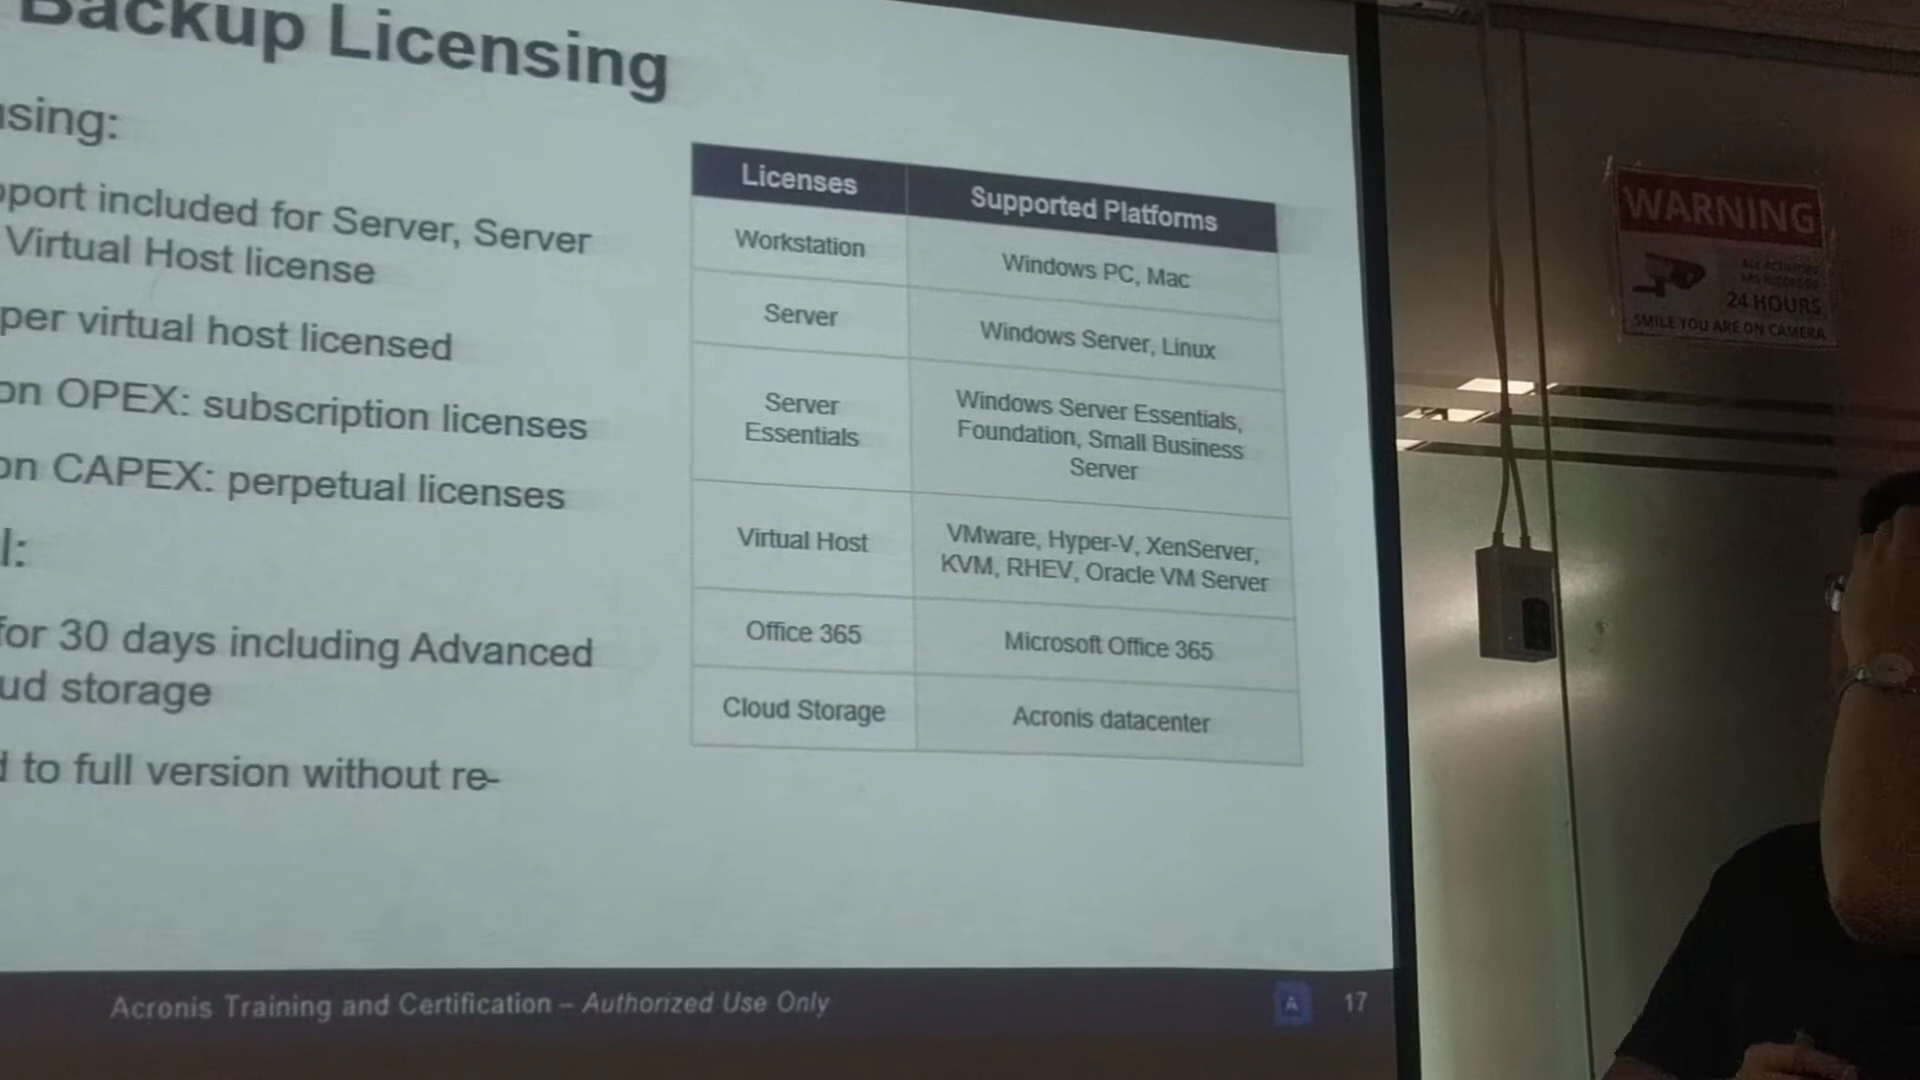 Backup Licensing
sing:
pport included for Server, Server
Virtual Host license
per virtual host licensed
on OPEX: subscription licenses
on CAPEX: perpetual licenses
l:
for 30 days including Advanced
ud storage
d to full version without re-
Licenses Supported Platforms
Workstation Windows PC, Mac
Server Windows Server, Linux
Server Essentials Windows Server Essentials,
Foundation, Small Business
Server
Virtual Host VMware, Hyper-V, XenServer,
KVM, RHEV, Oracle VM Server
Office 365 Microsoft Office 365
Cloud Storage Acronis datacenter
Acronis Training and Certification – Authorized Use Only
A 17
WARNING
ALL ACTIVITIES
ARE RECORDED
24 HOURS
SMILE YOU ARE ON CAMERA